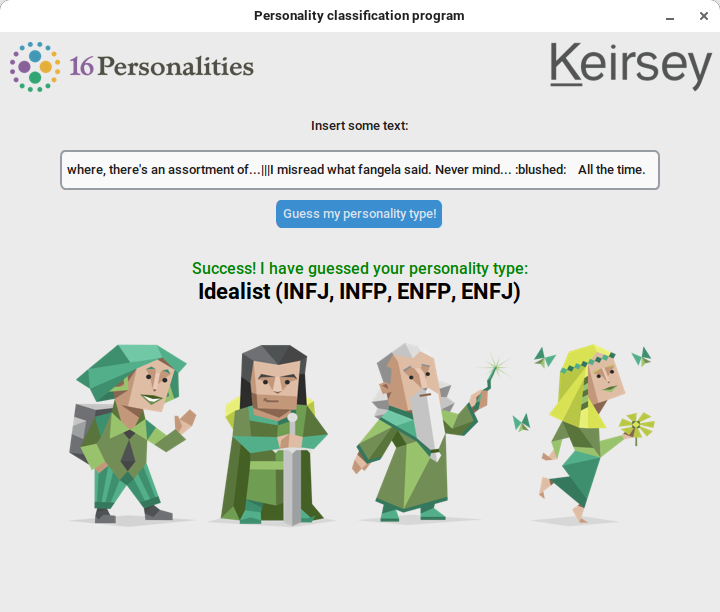 Personality classification program
16Personalities
Keirsey
Insert some text:
where, there's an assortment of...|||I misread what fangela said. Never mind... :blushed: All the time.
Guess my personality type!
Success! I have guessed your personality type:
Idealist (INFJ, INFP, ENFP, ENFJ)